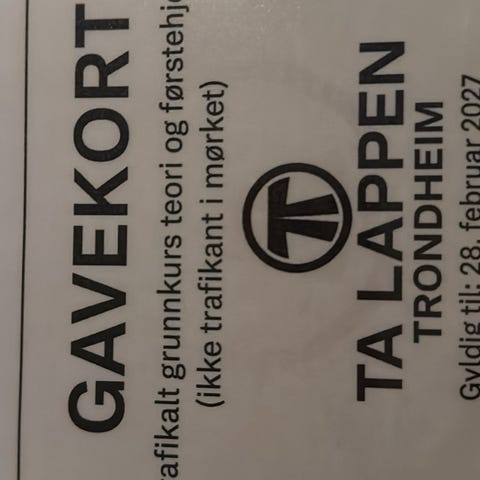 GAVEKORT
rafikalt grunnkurs teori og førstehj
(ikke trafikant i mørket)
TA LAPPEN
TRONDHEIM
Gyldig til: 28. februar 2027